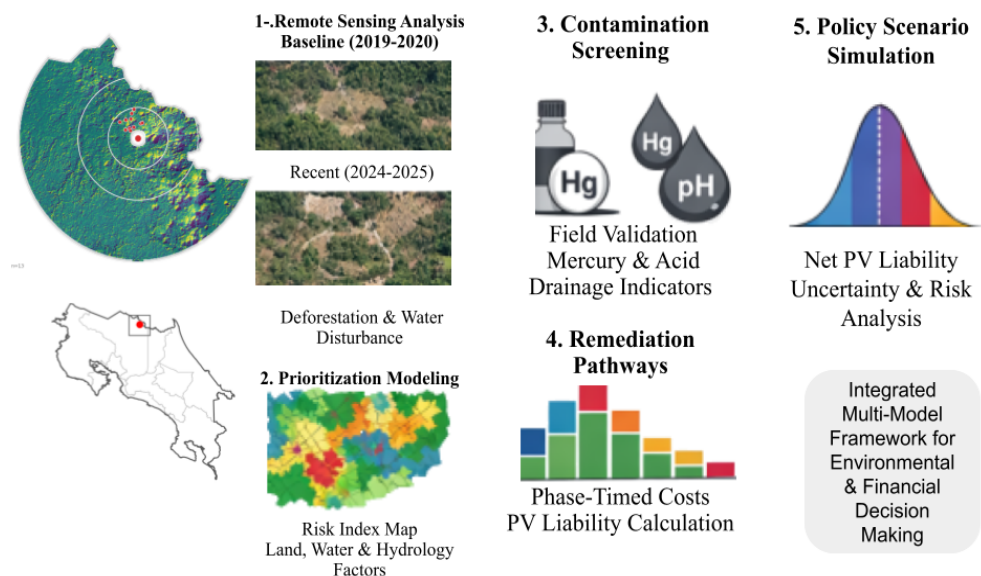 1-.Remote Sensing Analysis
Baseline (2019-2020)
Recent (2024-2025)
Deforestation & Water
Disturbance
2. Prioritization Modeling
Risk Index Map
Land, Water & Hydrology
Factors
3. Contamination
Screening
Hg
Hg
pH
Field Validation
Mercury & Acid
Drainage Indicators
4. Remediation
Pathways
Phase-Timed Costs
PV Liability Calculation
5. Policy Scenario
Simulation
Net PV Liability
Uncertainty & Risk
Analysis
Integrated
Multi-Model
Framework for
Environmental
& Financial
Decision
Making